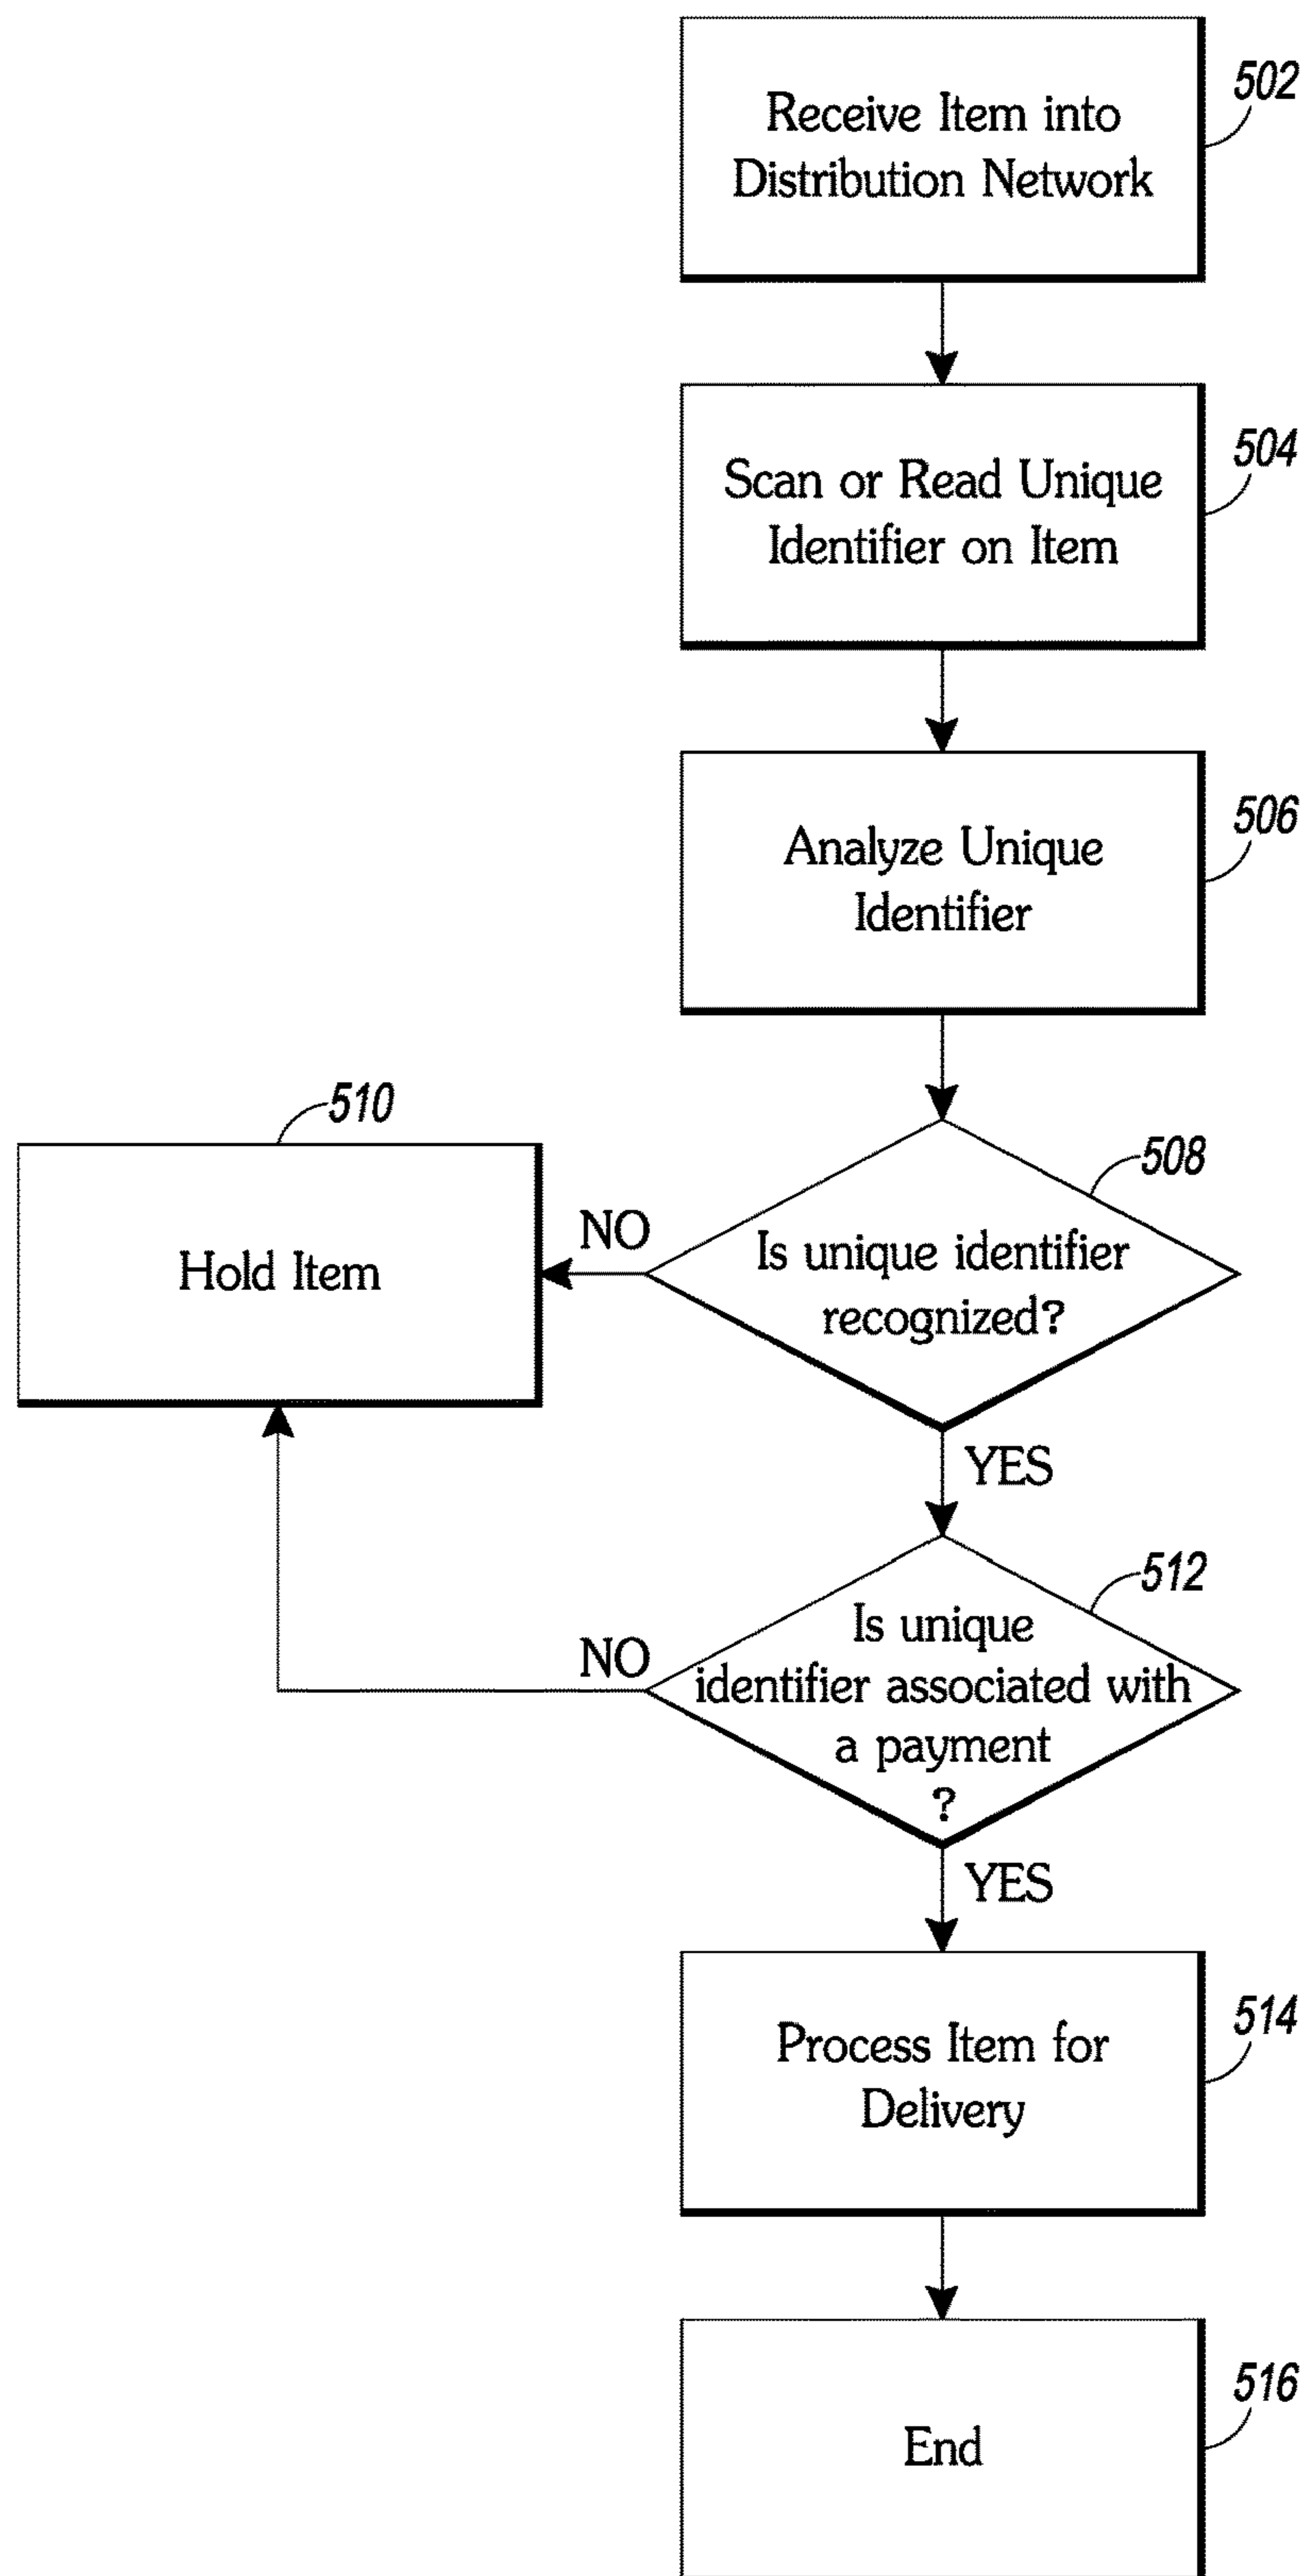 Receive Item into
Distribution Network
502
Scan or Read Unique
Identifier on Item
504
Analyze Unique
Identifier
506
510
Hold Item
NO
508
Is unique identifier
recognized?
YES
512
NO
Is unique
identifier associated with
a payment
?
YES
Process Item for
Delivery
514
End
516